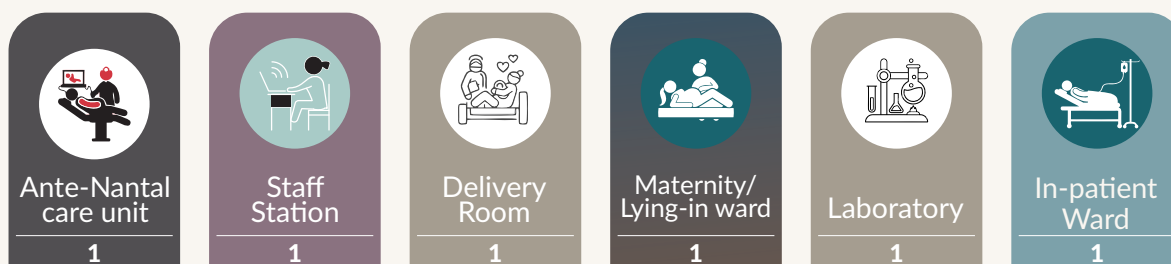 Ante-Nantal
care unit
1
Staff
Station
1
Delivery
Room
1
Maternity/
Lying-in ward
1
Laboratory
1
In-patient
Ward
1